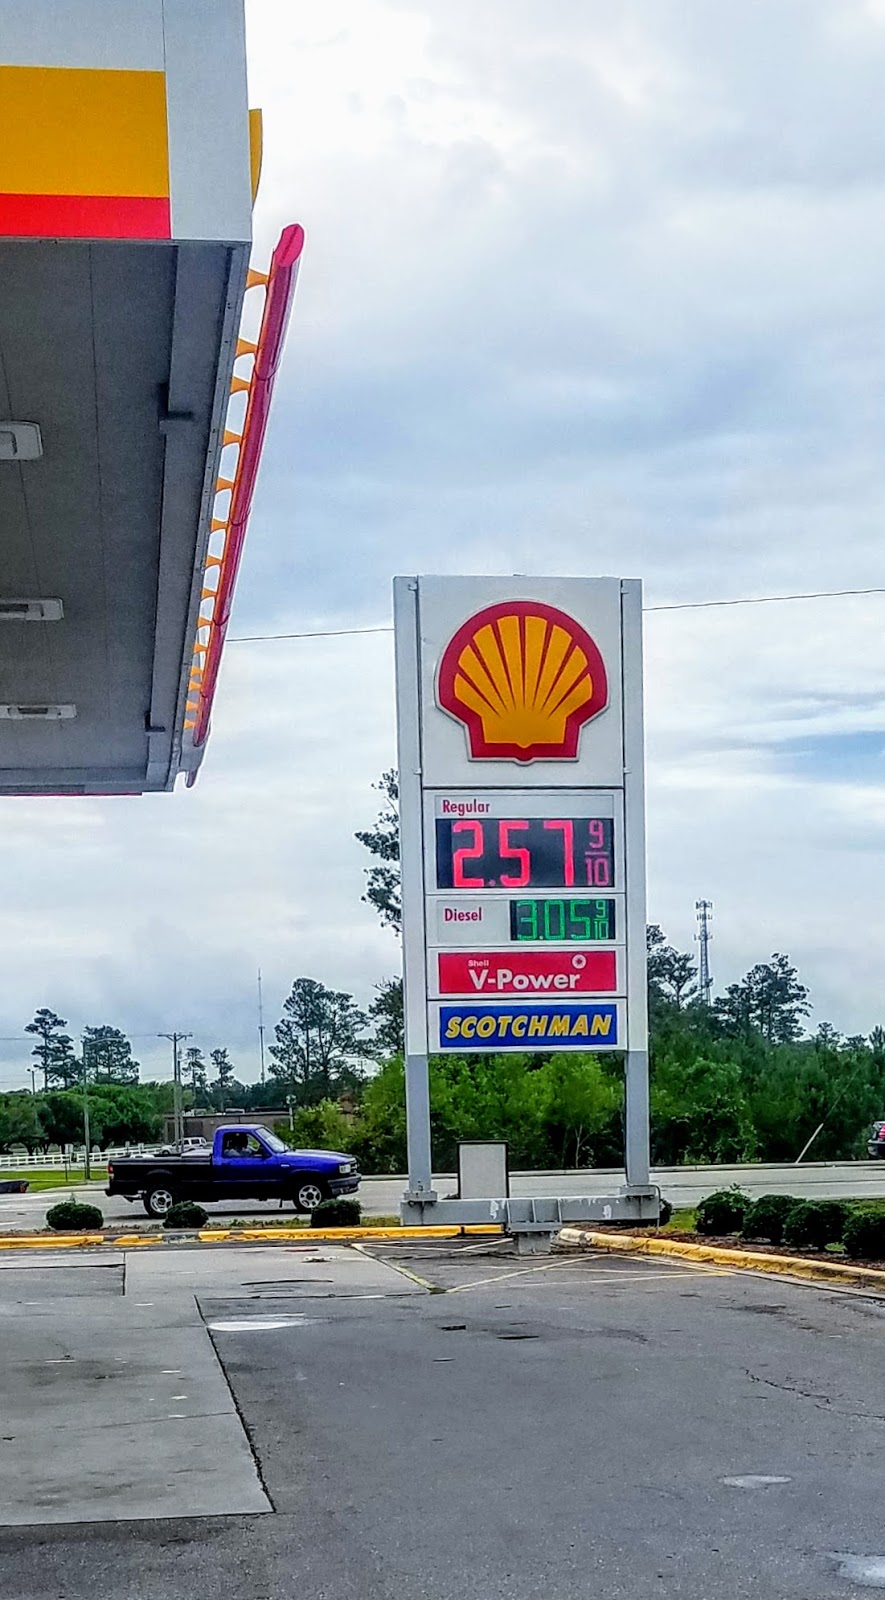 Regular
2.57 9/10
Diesel
3.05 9/10
Shell
V-Power
SCOTCHMAN